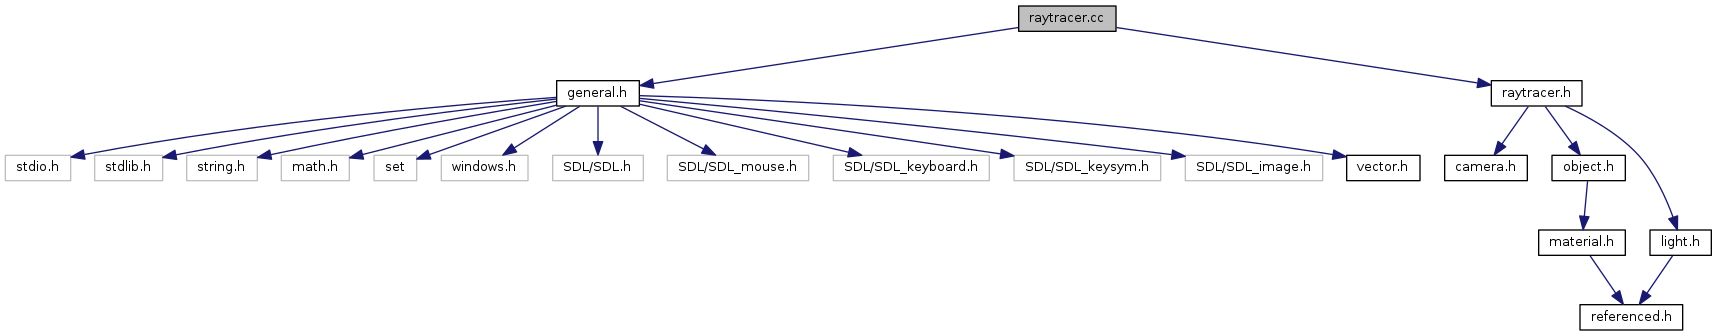 raytracer.cc
general.h
raytracer.h
stdio.h
stdlib.h
string.h
math.h
set
windows.h
SDL/SDL.h
SDL/SDL_mouse.h
SDL/SDL_keyboard.h
SDL/SDL_keysym.h
SDL/SDL_image.h
vector.h
camera.h
object.h
material.h
light.h
referenced.h